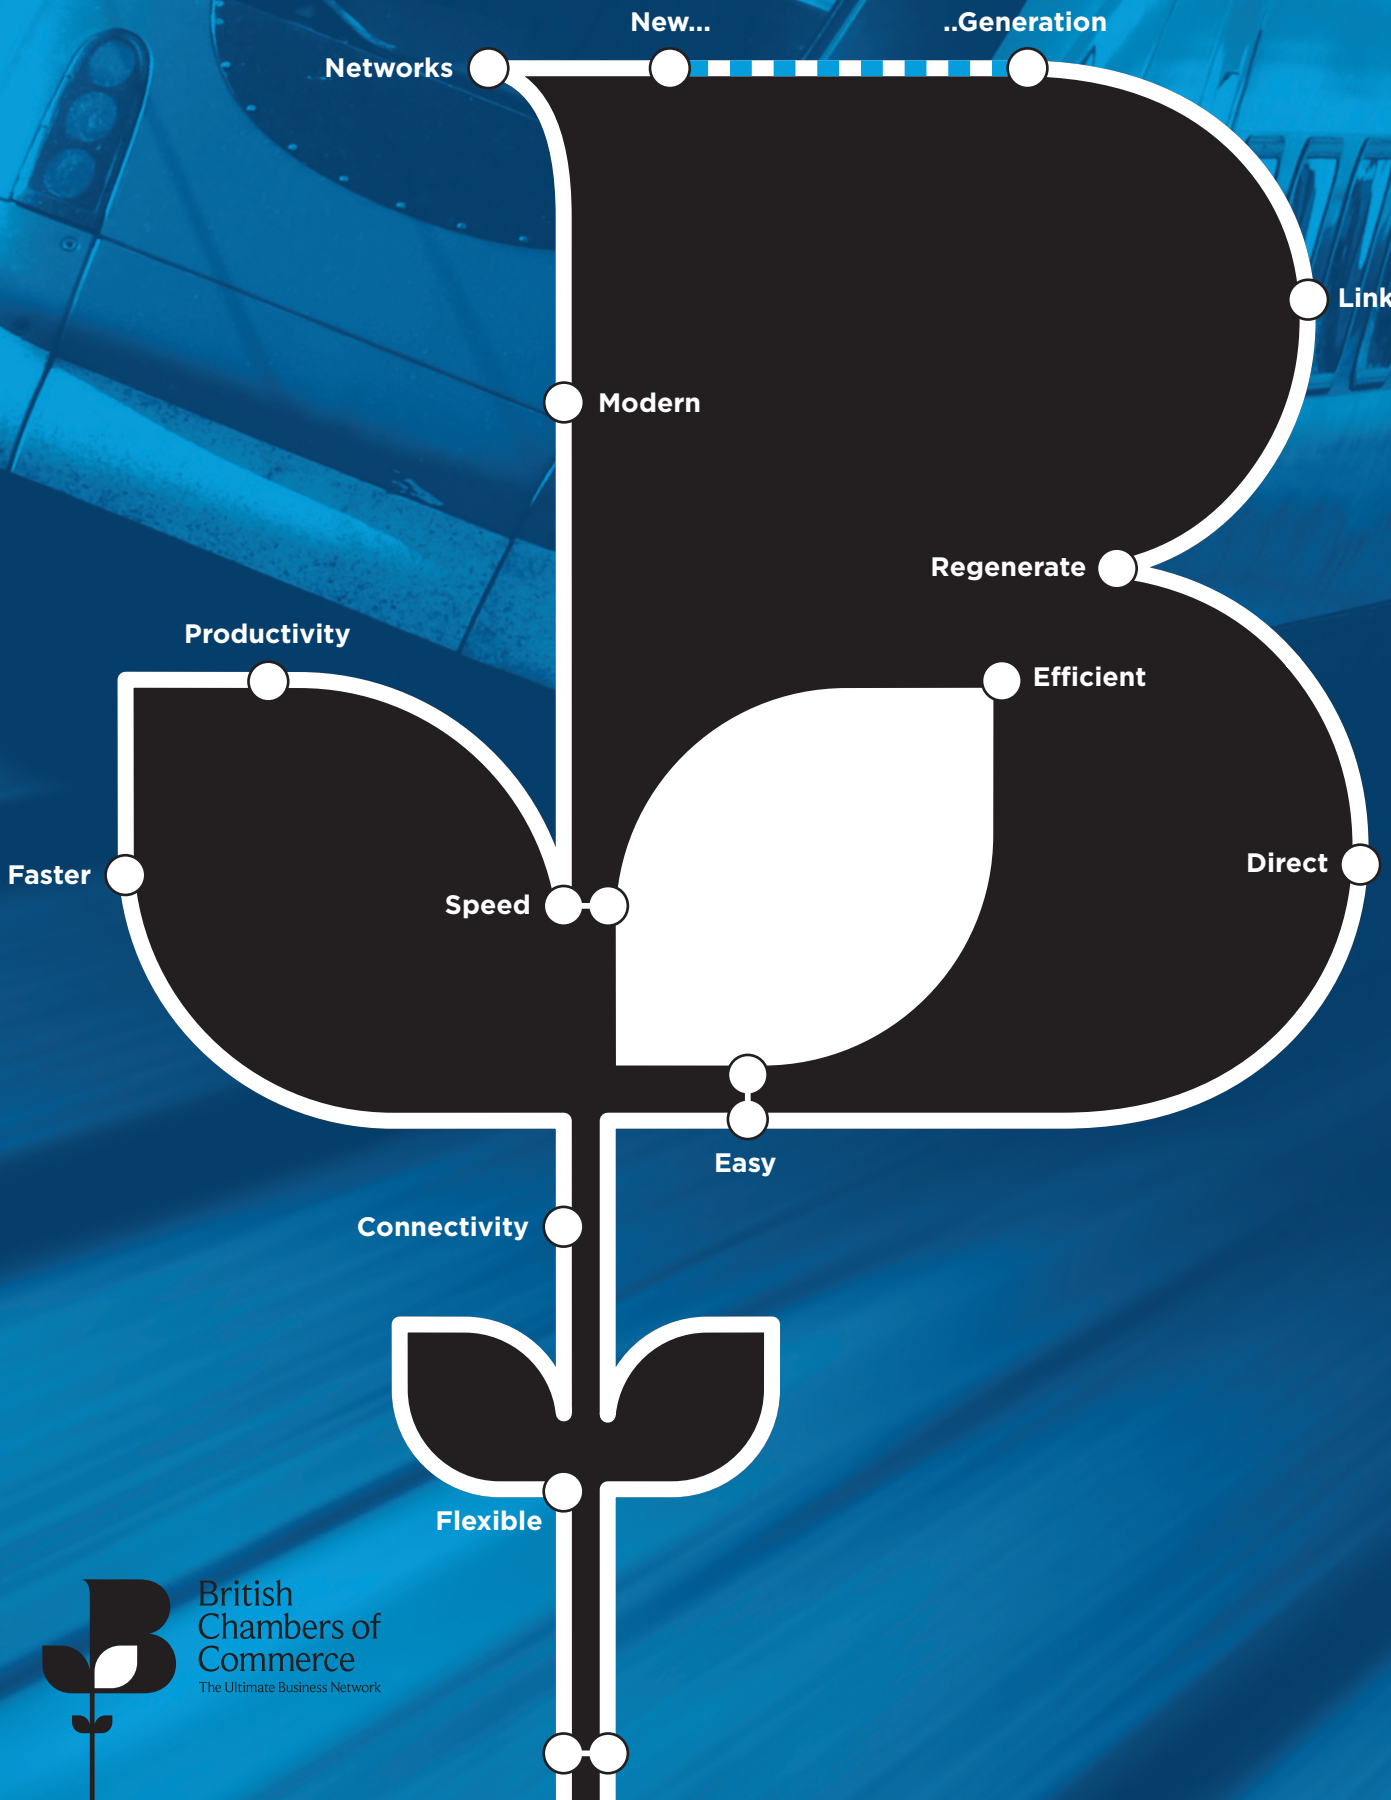 New...
..Generation
Networks
Link
Modern
Regenerate
Productivity
Efficient
Faster
Direct
Speed
Easy
Connectivity
Flexible
British
Chambers of
Commerce
The Ultimate Business Network